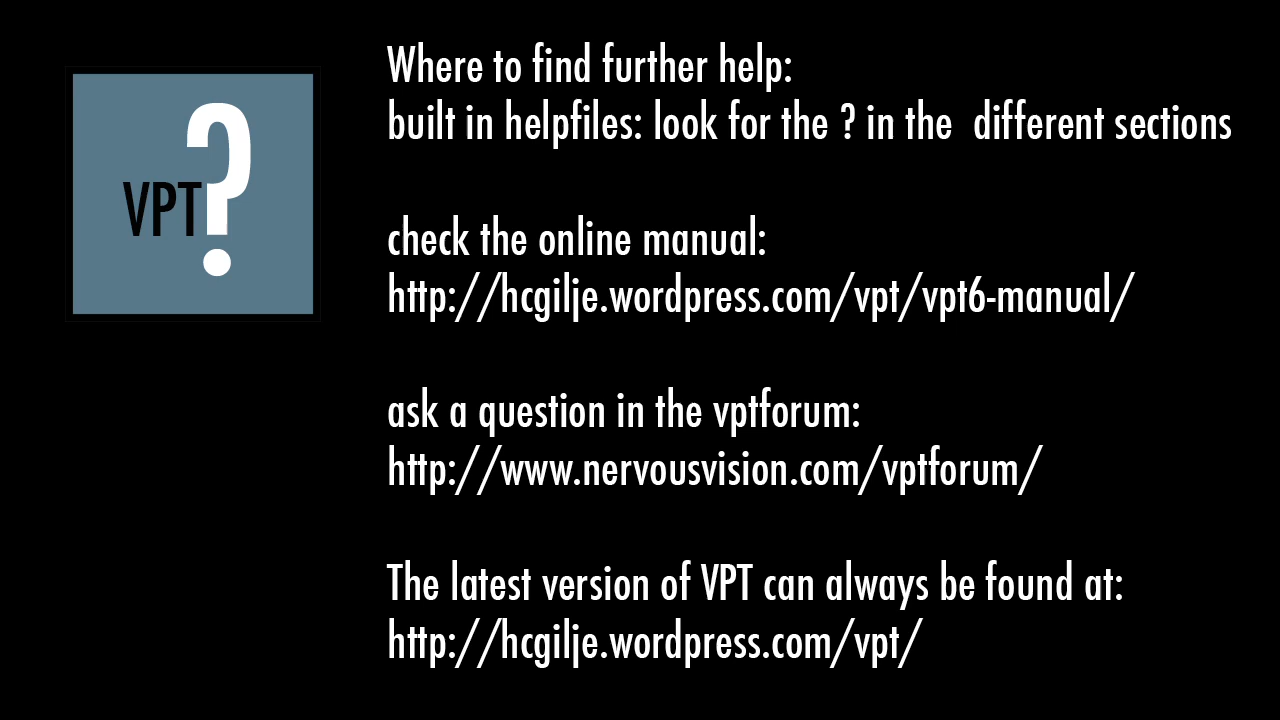 VPT?
Where to find further help:
built in helpfiles: look for the ? in the  different sections
check the online manual:
http://hcgilje.wordpress.com/vpt/vpt6-manual/
ask a question in the vptforum:
http://www.nervousvision.com/vptforum/
The latest version of VPT can always be found at:
http://hcgilje.wordpress.com/vpt/